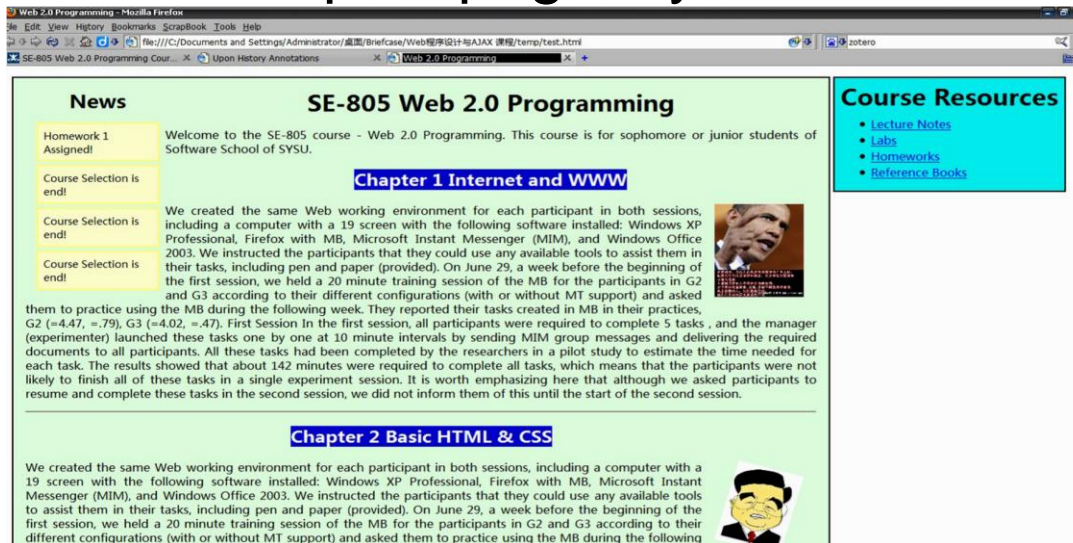 Web 2.0 Programming - Mozilla Firefox
File Edit View History Bookmarks ScrapBook Tools Help
file:///C:/Documents and Settings/Administrator/桌面/Briefcase/Web程序设计与AJAX 课程/temp/test.html
zotero
SE-805 Web 2.0 Programming Cour...
Upon History Annotations
Web 2.0 Programming
News
Homework 1
Assigned!
Course Selection is
end!
Course Selection is
end!
Course Selection is
end!
SE-805 Web 2.0 Programming
Welcome to the SE-805 course - Web 2.0 Programming. This course is for sophomore or junior students of
Software School of SYSU.
Chapter 1 Internet and WWW
We created the same Web working environment for each participant in both sessions,
including a computer with a 19 screen with the following software installed: Windows XP
Professional, Firefox with MB, Microsoft Instant Messenger (MIM), and Windows Office
2003. We instructed the participants that they could use any available tools to assist them in
their tasks, including pen and paper (provided). On June 29, a week before the beginning of
the first session, we held a 20 minute training session of the MB for the participants in G2
and G3 according to their different configurations (with or without MT support) and asked
them to practice using the MB during the following week. They reported their tasks created in MB in their practices,
G2 (=4.47, =.79), G3 (=4.02, =.47). First Session In the first session, all participants were required to complete 5 tasks , and the manager
(experimenter) launched these tasks one by one at 10 minute intervals by sending MIM group messages and delivering the required
documents to all participants. All these tasks had been completed by the researchers in a pilot study to estimate the time needed for
each task. The results showed that about 142 minutes were required to complete all tasks, which means that the participants were not
likely to finish all of these tasks in a single experiment session. It is worth emphasizing here that although we asked participants to
resume and complete these tasks in the second session, we did not inform them of this until the start of the second session.
Chapter 2 Basic HTML & CSS
We created the same Web working environment for each participant in both sessions, including a computer with a
19 screen with the following software installed: Windows XP Professional, Firefox with MB, Microsoft Instant
Messenger (MIM), and Windows Office 2003. We instructed the participants that they could use any available tools
to assist them in their tasks, including pen and paper (provided). On June 29, a week before the beginning of the
first session, we held a 20 minute training session of the MB for the participants in G2 and G3 according to their
different configurations (with or without MT support) and asked them to practice using the MB during the following
Course Resources
Lecture Notes
Labs
Homeworks
Reference Books